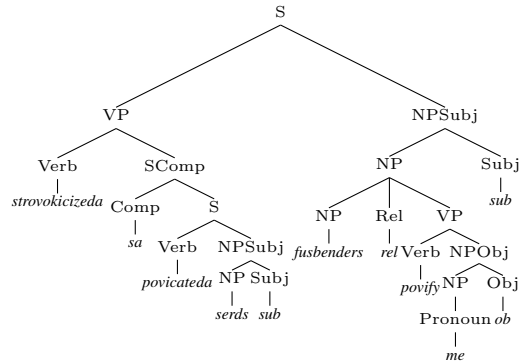 S
VP NPSubj
Verb SComp NP Subj
strovokicizeda Comp S NP Rel VP sub
sa Verb NPSubj fusbenders rel Verb NPObj
povicateda NP Subj povify NP Obj
serds sub Pronoun ob
me